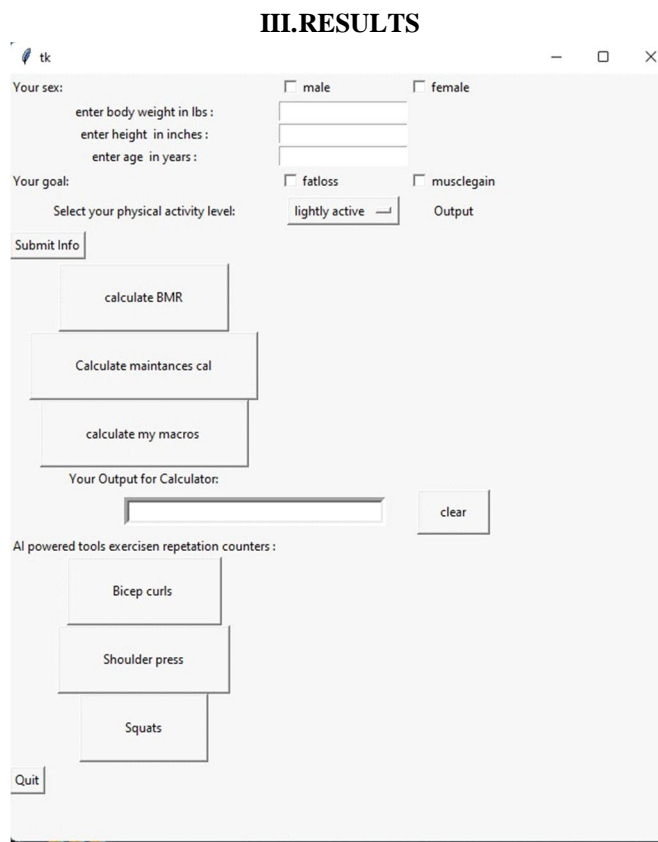 III.RESULTS
tk
Your sex: male female
enter body weight in lbs :
enter height in inches :
enter age in years :
Your goal: fatloss musclegain
Select your physical activity level: lightly active Output
Submit Info
calculate BMR
Calculate maintances cal
calculate my macros
Your Output for Calculator:
clear
AI powered tools exercisen repetation counters :
Bicep curls
Shoulder press
Squats
Quit